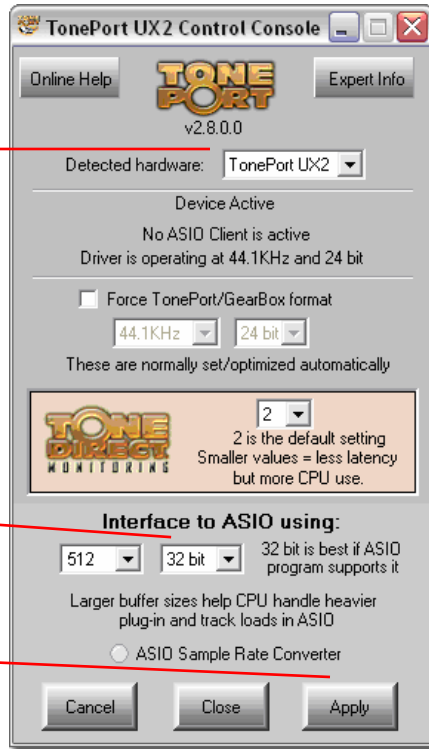 TonePort UX2 Control Console
Online Help
TONE
PORT
Expert Info
v2.8.0.0
Detected hardware: TonePort UX2
Device Active
No ASIO Client is active
Driver is operating at 44.1KHz and 24 bit
Force TonePort/GearBox format
44.1KHz 24 bit
These are normally set/optimized automatically
TONE
DIRECT
MONITORING
2
2 is the default setting
Smaller values = less latency
but more CPU use.
Interface to ASIO using:
512 32 bit
32 bit is best if ASIO
program supports it
Larger buffer sizes help CPU handle heavier
plug-in and track loads in ASIO
ASIO Sample Rate Converter
Cancel Close Apply